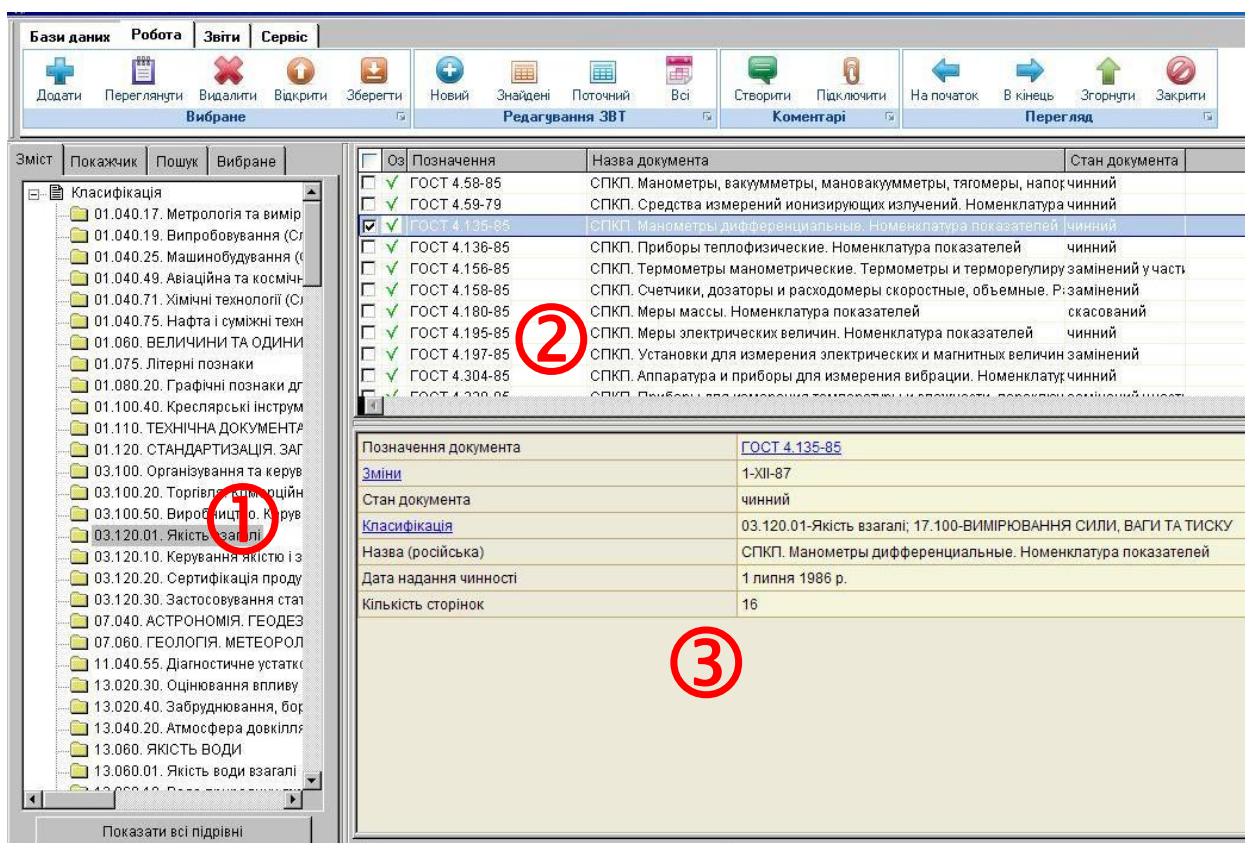 Бази даних Робота Звіти Сервіс
Додати Переглянути Видалити Відкрити Зберегти Новий Знайдені Поточний Всі Створити Підключити На початок В кінець Згорнути Закрити
Вибране Редагування ЗВТ Коментарі Перегляд
Зміст Покажчик Пошук Вибране
Класифікація
01.040.17. Метрологія та вимір
01.040.19. Випробовування (Сл
01.040.25. Машинобудування (С
01.040.49. Авіаційна та космічн
01.040.71. Хімічні технології (Сл
01.040.75. Нафта і суміжні техн
01.060. ВЕЛИЧИНИ ТА ОДИНИ
01.075. Літерні познаки
01.080.20. Графічні познаки дл
01.100.40. Креслярські інструм
01.110. ТЕХНІЧНА ДОКУМЕНТА
01.120. СТАНДАРТИЗАЦІЯ. ЗАГ
03.100. Організування та керув
03.100.20. Торгівля. Комерційн
03.100.50. Виробництво. Керув
03.120.01. Якість взагалі
03.120.10. Керування якістю і з
03.120.20. Сертифікація проду
03.120.30. Застосовування стат
07.040. АСТРОНОМІЯ. ГЕОДЕЗ
07.060. ГЕОЛОГІЯ. МЕТЕОРОЛ
11.040.55. Діагностичне устатко
13.020.30. Оцінювання впливу
13.020.40. Забруднювання, бор
13.040.20. Атмосфера довкілля
13.060. ЯКІСТЬ ВОДИ
13.060.01. Якість води взагалі
Показати всі підрівні
1
Оз Позначення Назва документа Стан документа
ГОСТ 4.58-85 СПКП. Манометры, вакуумметры, мановакуумметры, тягомеры, напор чинний
ГОСТ 4.59-79 СПКП. Средства измерений ионизирующих излучений. Номенклатура чинний
ГОСТ 4.135-85 СПКП. Манометры дифференциальные. Номенклатура показателей чинний
ГОСТ 4.136-85 СПКП. Приборы теплофизические. Номенклатура показателей чинний
ГОСТ 4.156-85 СПКП. Термометры манометрические. Термометры и терморегулиру замінений у части
ГОСТ 4.158-85 СПКП. Счетчики, дозаторы и расходомеры скоростные, объемные. Р замінений
ГОСТ 4.180-85 СПКП. Меры массы. Номенклатура показателей скасований
ГОСТ 4.195-85 СПКП. Меры электрических величин. Номенклатура показателей чинний
ГОСТ 4.197-85 СПКП. Установки для измерения электрических и магнитных величин замінений
ГОСТ 4.304-85 СПКП. Аппаратура и приборы для измерения вибрации. Номенклату чинний
2
Позначення документа ГОСТ 4.135-85
Зміни 1-XII-87
Стан документа чинний
Класифікація 03.120.01-Якість взагалі; 17.100-ВИМІРЮВАННЯ СИЛИ, ВАГИ ТА ТИСКУ
Назва (російська) СПКП. Манометры дифференциальные. Номенклатура показателей
Дата надання чинності 1 липня 1986 р.
Кількість сторінок 16
3